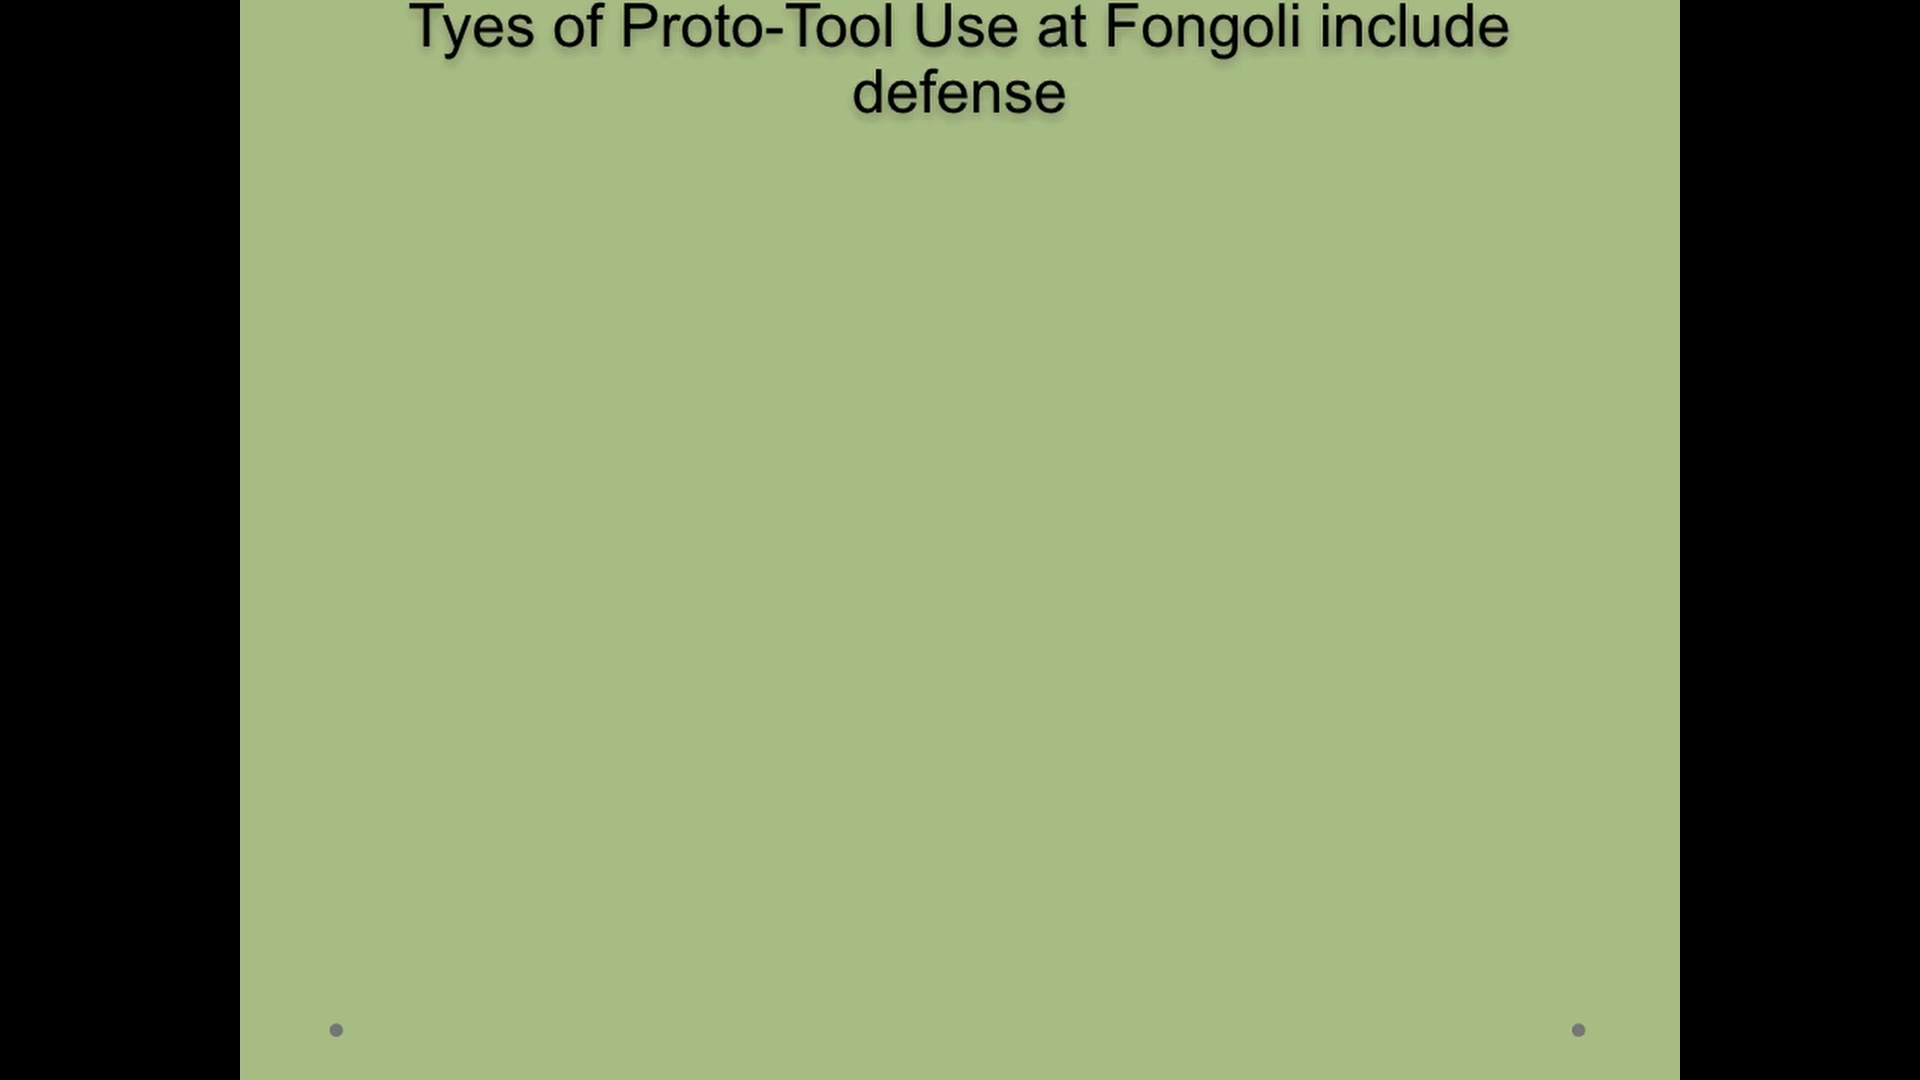 Tyes of Proto-Tool Use at Fongoli include
defense